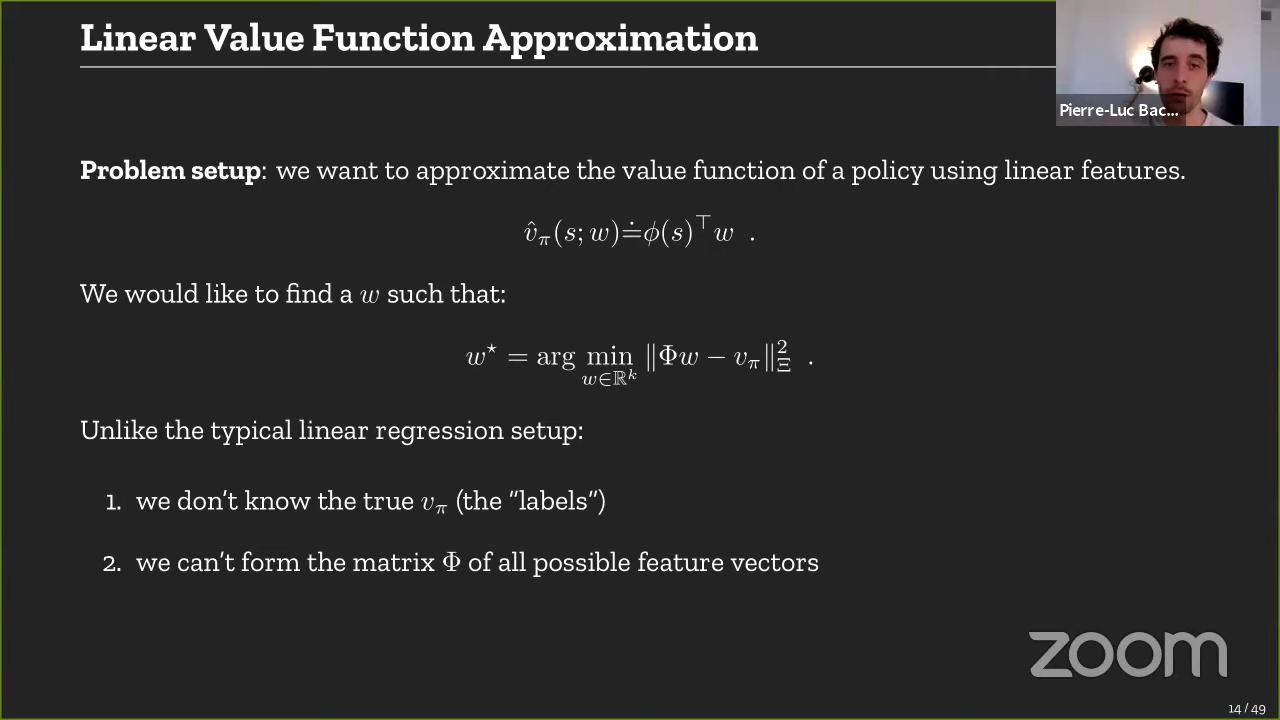 Linear Value Function Approximation
Pierre-Luc Bac...
Problem setup: we want to approximate the value function of a policy using linear features.
v̂π(s; w)≐ϕ(s)⊤w .
We would like to find a w such that:
w⋆ = arg min w∈ℝᵏ ‖Φw − vπ‖²Ξ .
Unlike the typical linear regression setup:
1. we don't know the true vπ (the “labels“)
2. we can't form the matrix Φ of all possible feature vectors
zoom
14 / 49